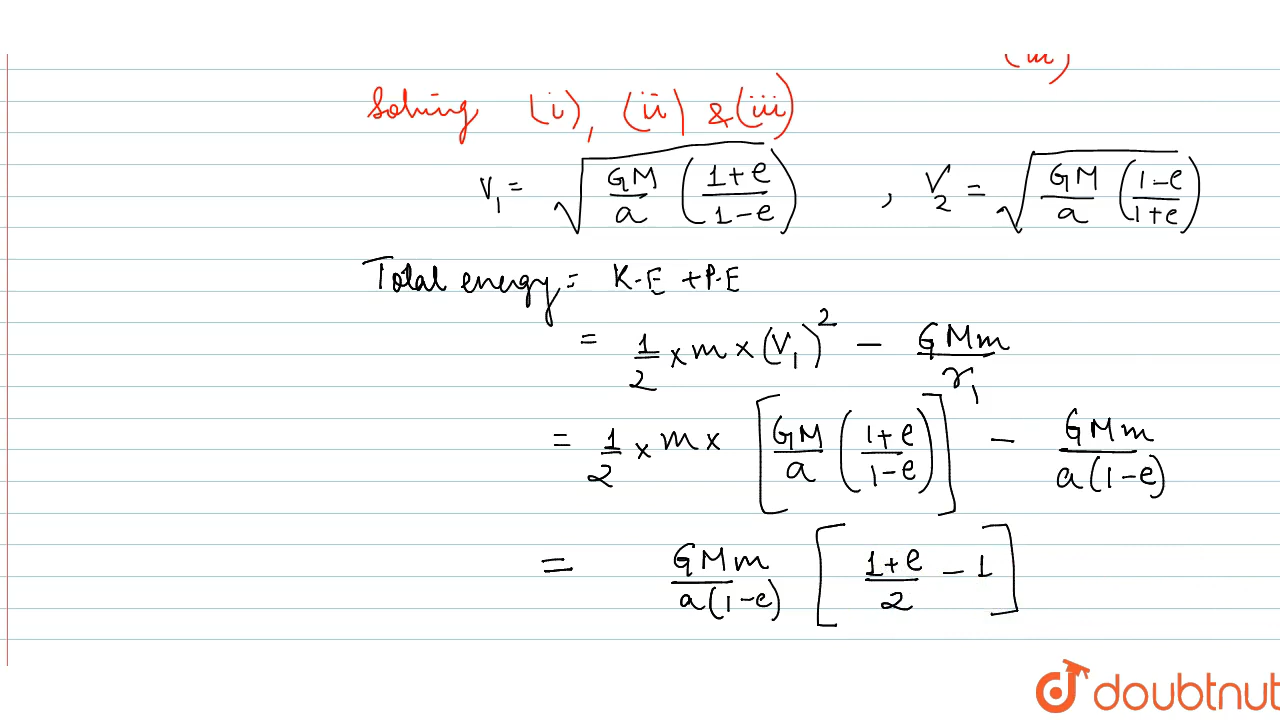 (iii)
Solving (i), (ii) & (iii)
V₁ = √(GM/a ((1+e)/(1-e))) , V₂ = √(GM/a ((1-e)/(1+e)))
Total energy = K.E + P.E
= 1/2 × m × (V₁)² - GMm/r₁
= 1/2 × m × [GM/a ((1+e)/(1-e))] - GMm/a(1-e)
= GMm/a(1-e) [(1+e)/2 - 1]
doubtnut